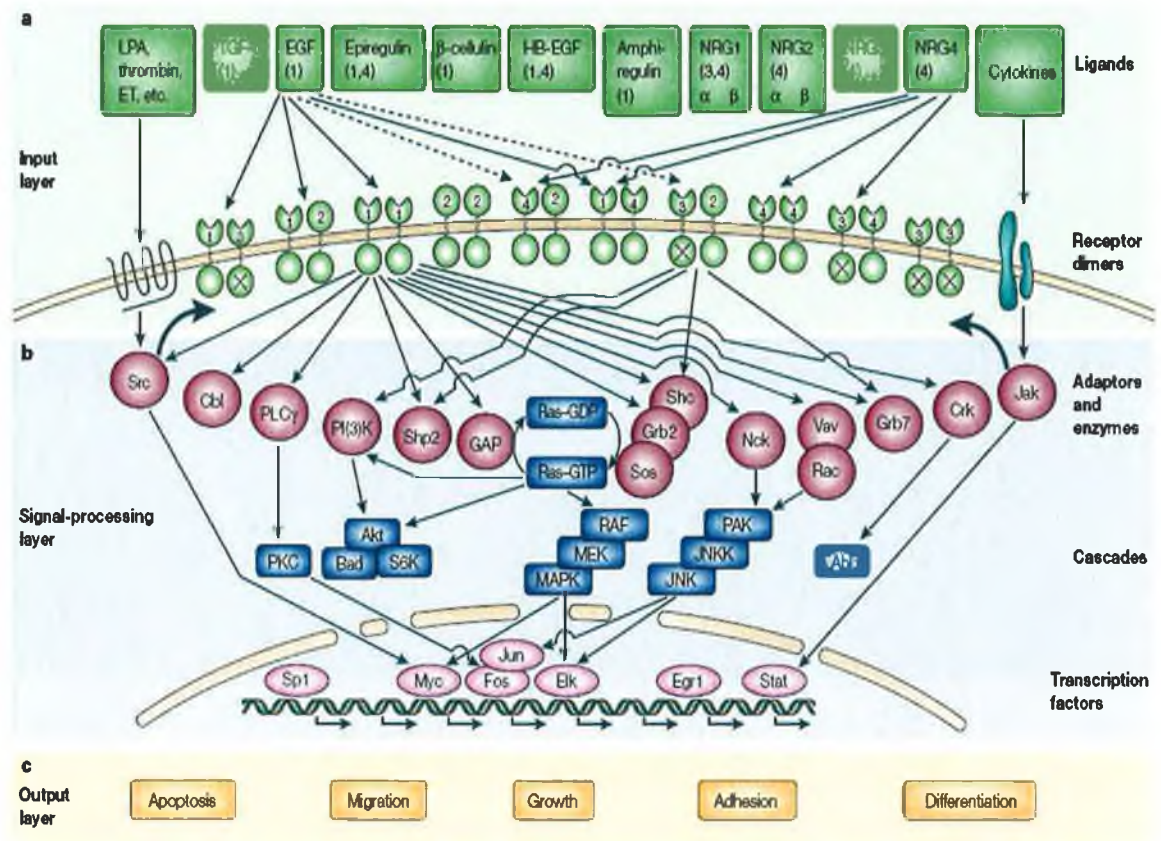 a
LPA,
thrombin,
ET, etc.
(1)
EGF
(1)
Epiregulin
(1,4)
β-cellulin
(1)
HB-EGF
(1,4)
Amphi-
regulin
(1)
NRG1
(3,4)
α β
NRG2
(4)
α β
NRG4
(4)
Cytokines
Ligands
Input
layer
1 1 2 1 1 2 2 4 2 1 4 3 2 4 4 3 4 3 3
Receptor
dimers
b
Src
Cbl
PLCγ
PI(3)K
Shp2
GAP
Ras–GDP
Ras–GTP
Shc
Grb2
Sos
Nck
Vav
Rac
Grb7
Crk
Jak
Adaptors
and
enzymes
Signal-processing
layer
PKC
Akt
Bad
S6K
RAF
MEK
MAPK
PAK
JNKK
JNK
Cascades
Sp1
Myc
Jun
Fos
Elk
Egr1
Stat
Transcription
factors
c
Output
layer
Apoptosis
Migration
Growth
Adhesion
Differentiation